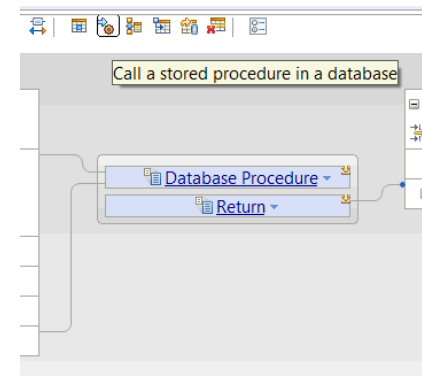 Call a stored procedure in a database
Database Procedure
Return